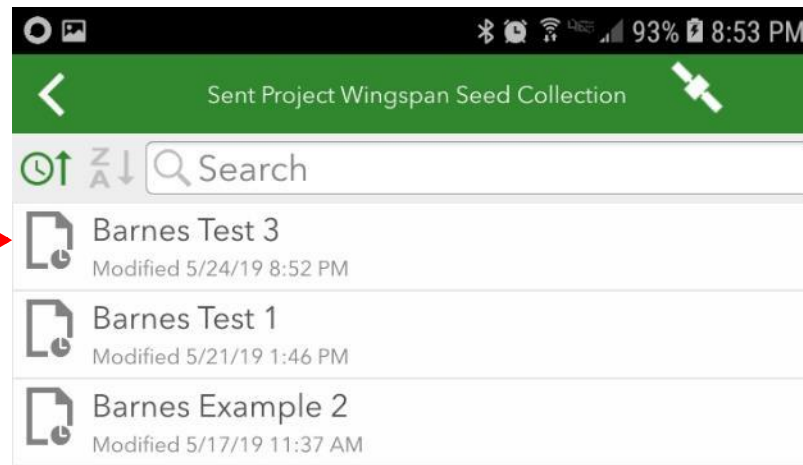 93% 8:53 PM
Sent Project Wingspan Seed Collection
ZA Search
Barnes Test 3
Modified 5/24/19 8:52 PM
Barnes Test 1
Modified 5/21/19 1:46 PM
Barnes Example 2
Modified 5/17/19 11:37 AM